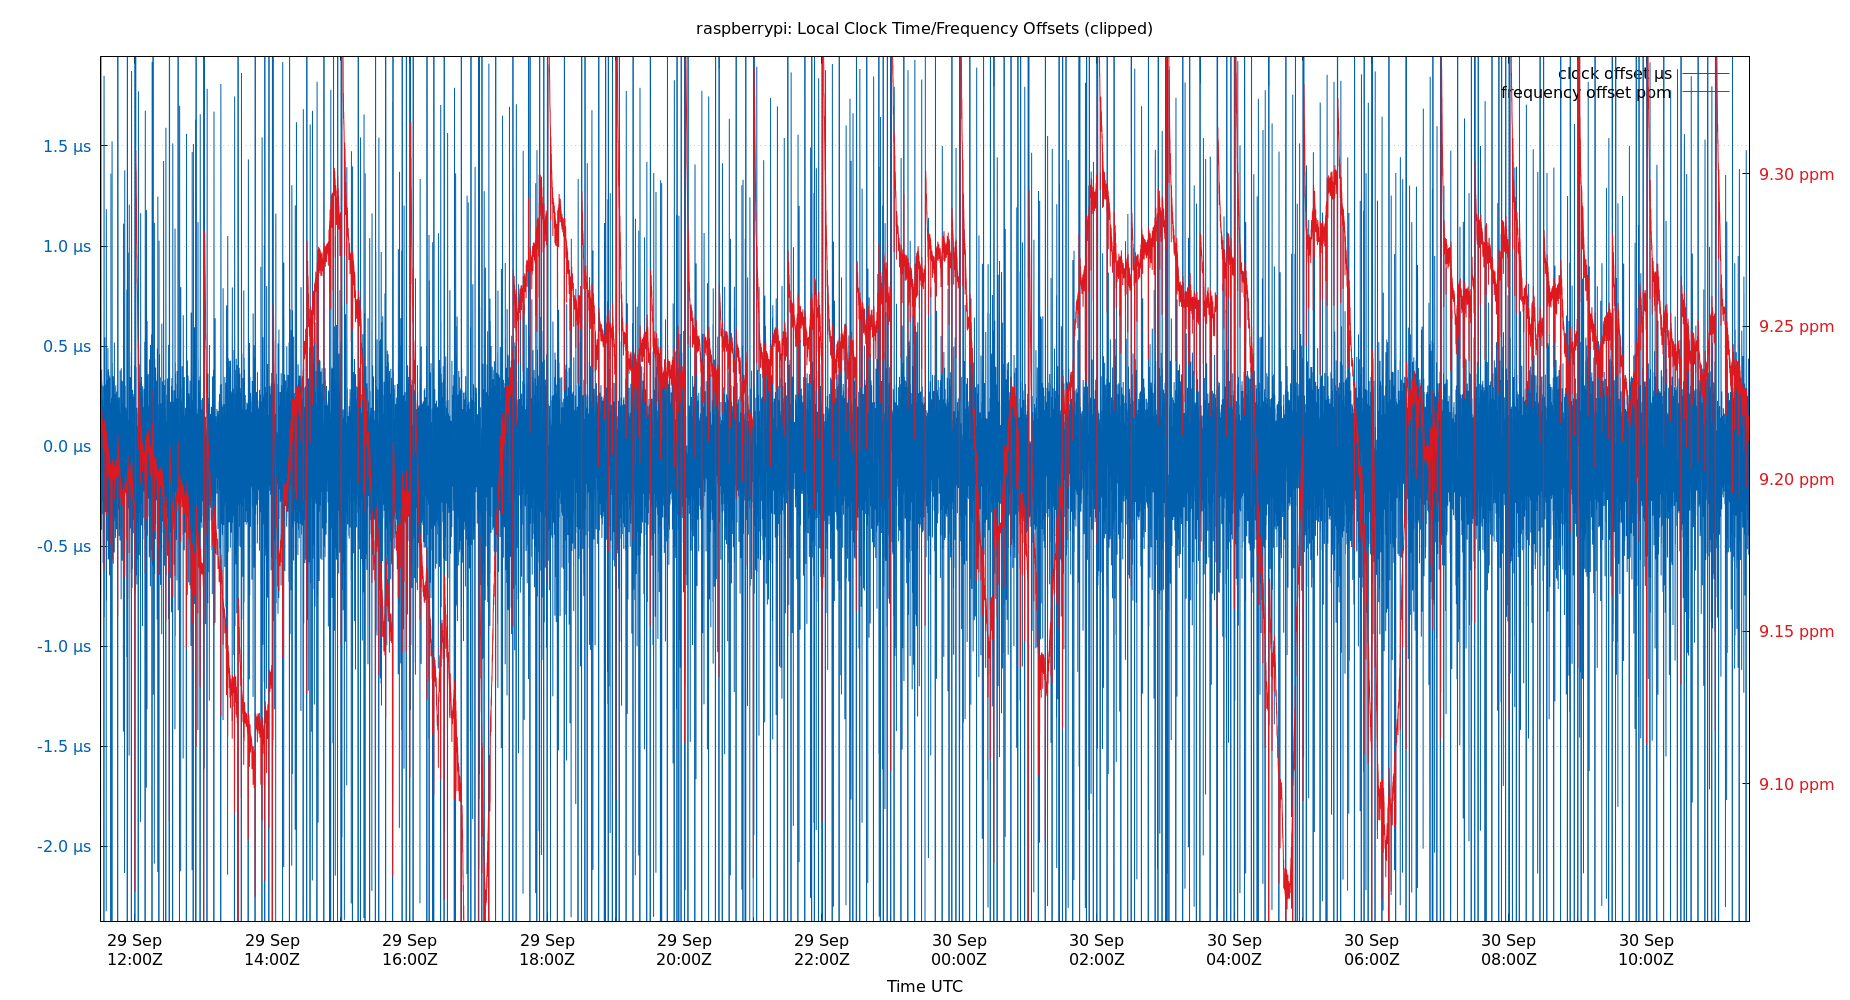 raspberrypi: Local Clock Time/Frequency Offsets (clipped)
clock offset µs
frequency offset ppm
1.5 µs
1.0 µs
0.5 µs
0.0 µs
-0.5 µs
-1.0 µs
-1.5 µs
-2.0 µs
9.30 ppm
9.25 ppm
9.20 ppm
9.15 ppm
9.10 ppm
29 Sep 29 Sep 29 Sep 29 Sep 29 Sep 29 Sep 30 Sep 30 Sep 30 Sep 30 Sep 30 Sep 30 Sep
12:00Z 14:00Z 16:00Z 18:00Z 20:00Z 22:00Z 00:00Z 02:00Z 04:00Z 06:00Z 08:00Z 10:00Z
Time UTC